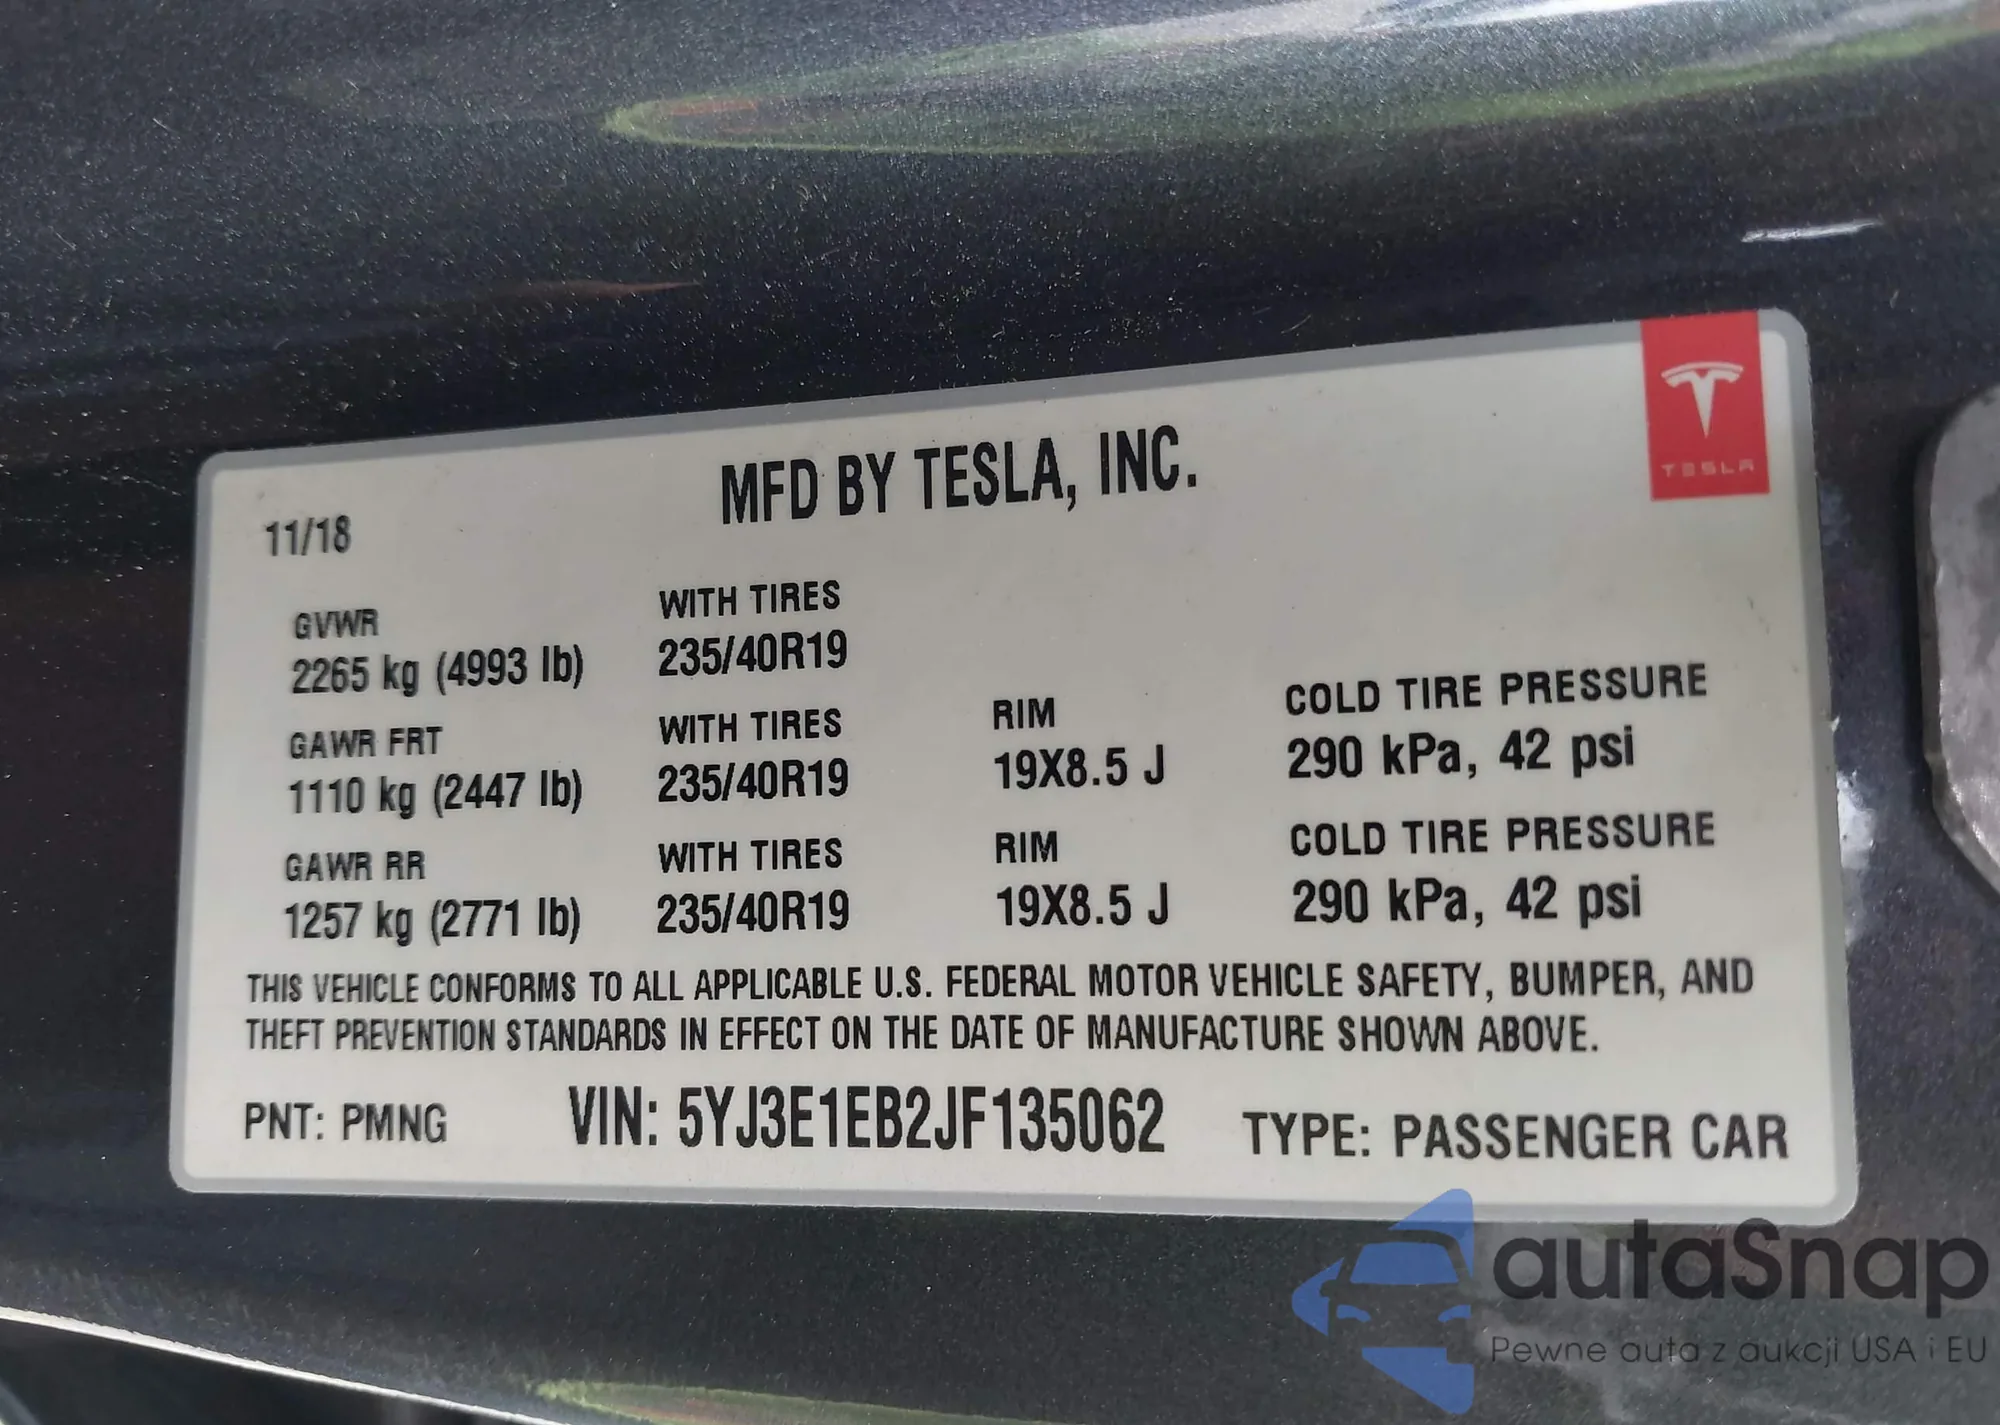 TESLA
MFD BY TESLA, INC.
11/18
GVWR
2265 kg (4993 lb)
WITH TIRES
235/40R19
GAWR FRT
1110 kg (2447 lb)
WITH TIRES
235/40R19
RIM
19X8.5 J
COLD TIRE PRESSURE
290 kPa, 42 psi
GAWR RR
1257 kg (2771 lb)
WITH TIRES
235/40R19
RIM
19X8.5 J
COLD TIRE PRESSURE
290 kPa, 42 psi
THIS VEHICLE CONFORMS TO ALL APPLICABLE U.S. FEDERAL MOTOR VEHICLE SAFETY, BUMPER, AND
THEFT PREVENTION STANDARDS IN EFFECT ON THE DATE OF MANUFACTURE SHOWN ABOVE.
PNT: PMNG VIN: 5YJ3E1EB2JF135062 TYPE: PASSENGER CAR
autaSnap
Pewne auta z aukcji USA i EU